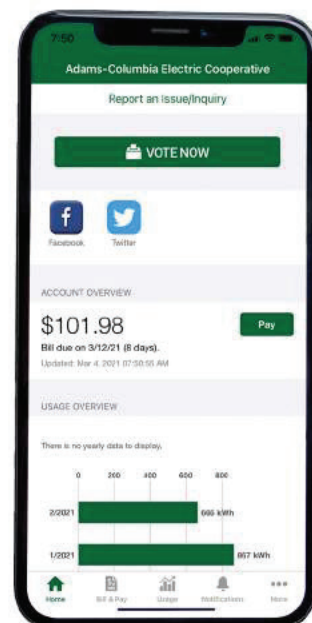 7:50
Adams-Columbia Electric Cooperative
Report an Issue/Inquiry
VOTE NOW
Facebook Twitter
ACCOUNT OVERVIEW
$101.98 Pay
Bill due on 3/12/21 (8 days).
Updated: Mar 4, 2021 07:50:55 AM
USAGE OVERVIEW
There is no yearly data to display.
0 200 400 600 800
2/2021 666 kWh
1/2021 867 kWh
Home Bill & Pay Usage Notifications More